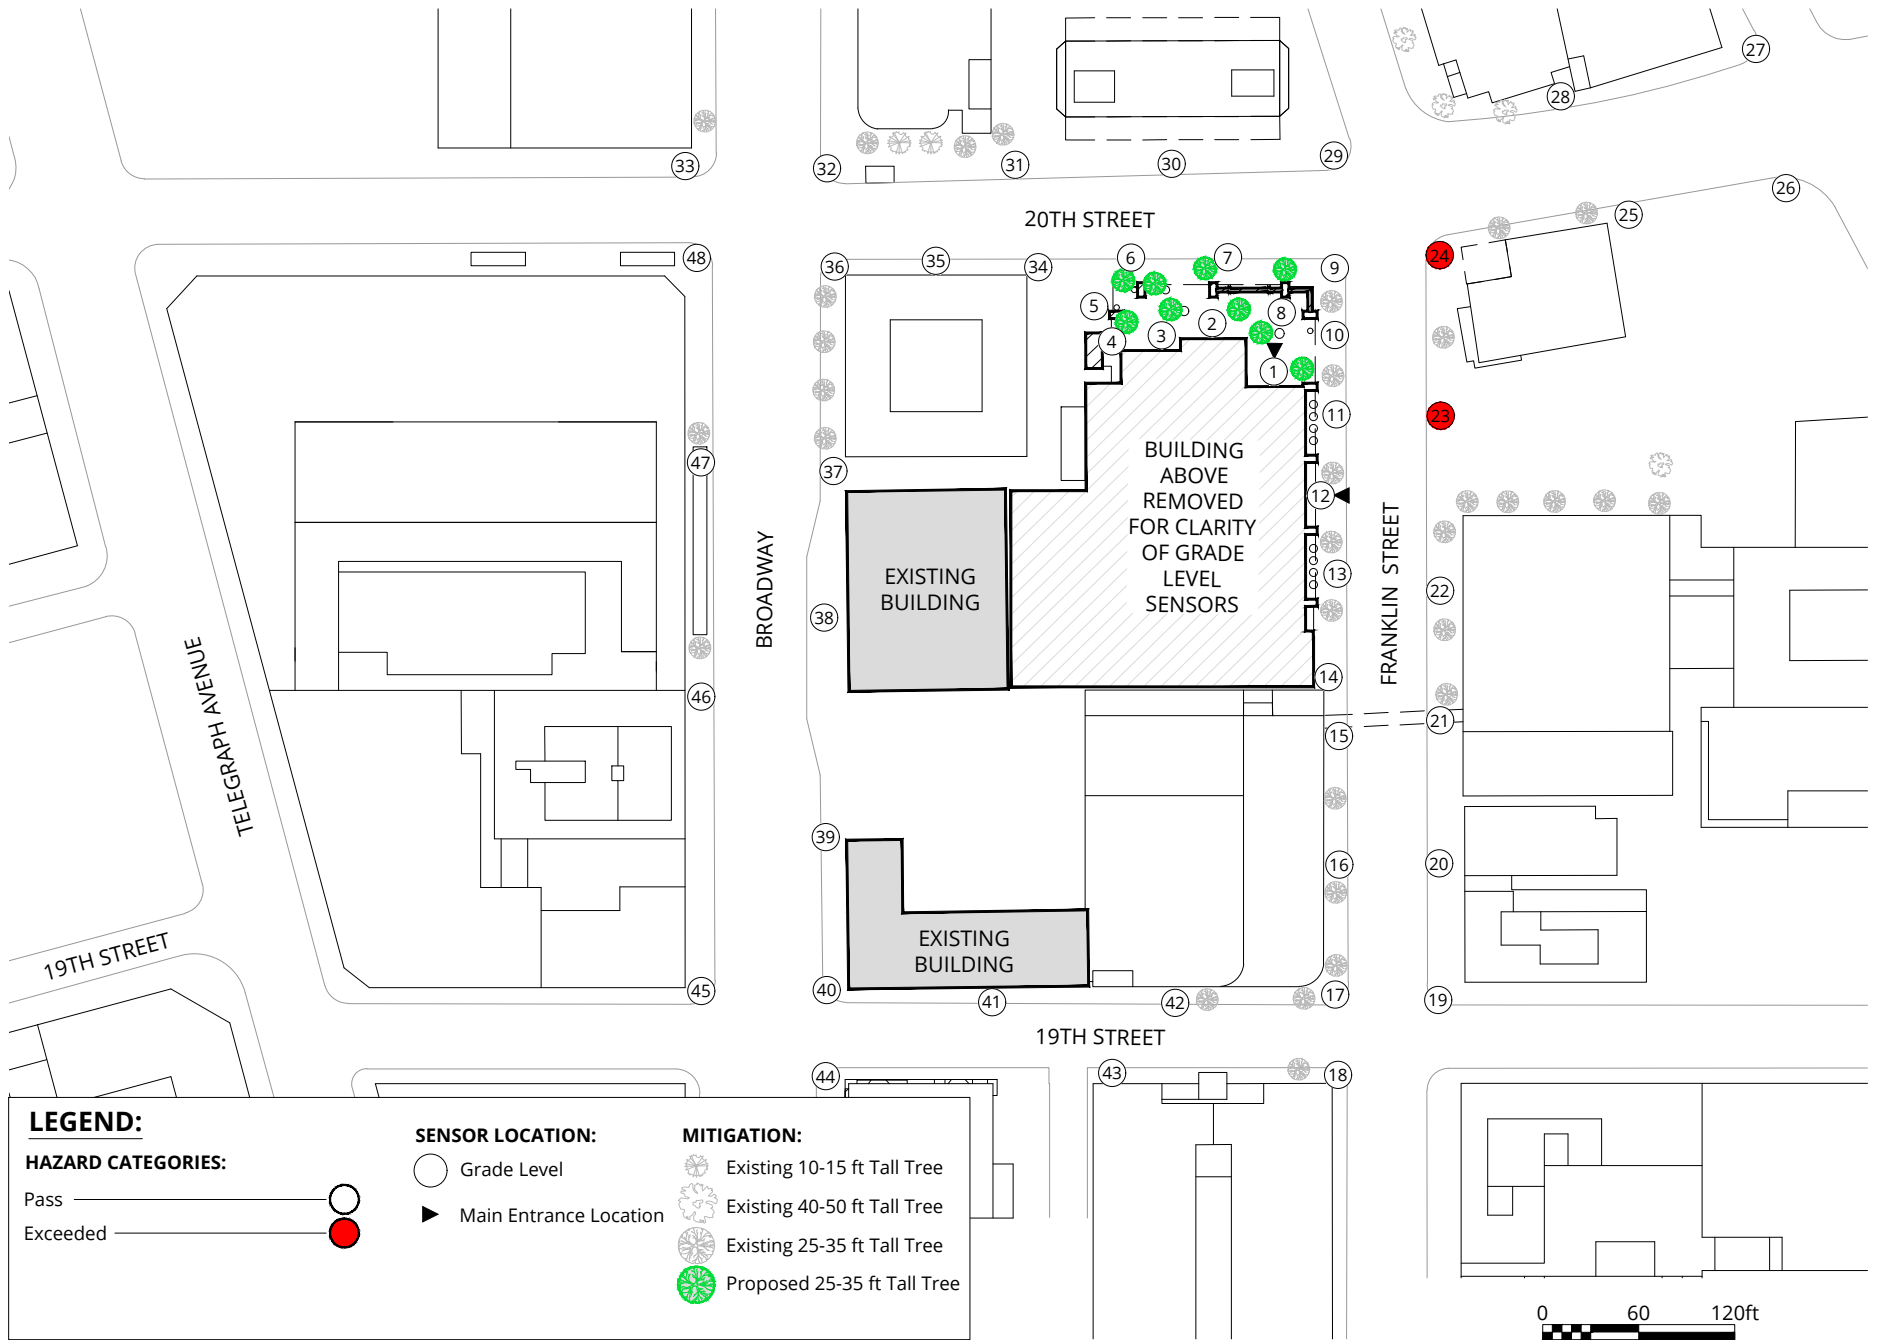 27
28
33
32
31
30
29
26
25
20TH STREET
48
36
35
34
6
7
9
24
5
4
3
2
8
10
1
11
23
47
37
12
BUILDING
ABOVE
REMOVED
FOR CLARITY
OF GRADE
LEVEL
SENSORS
EXISTING
BUILDING
BROADWAY
FRANKLIN STREET
13
22
38
14
46
21
15
TELEGRAPH AVENUE
39
16
20
19TH STREET
EXISTING
BUILDING
45
40
41
42
17
19
19TH STREET
44
43
18
LEGEND:
HAZARD CATEGORIES:
Pass
Exceeded
SENSOR LOCATION:
Grade Level
Main Entrance Location
MITIGATION:
Existing 10-15 ft Tall Tree
Existing 40-50 ft Tall Tree
Existing 25-35 ft Tall Tree
Proposed 25-35 ft Tall Tree
0 60 120ft